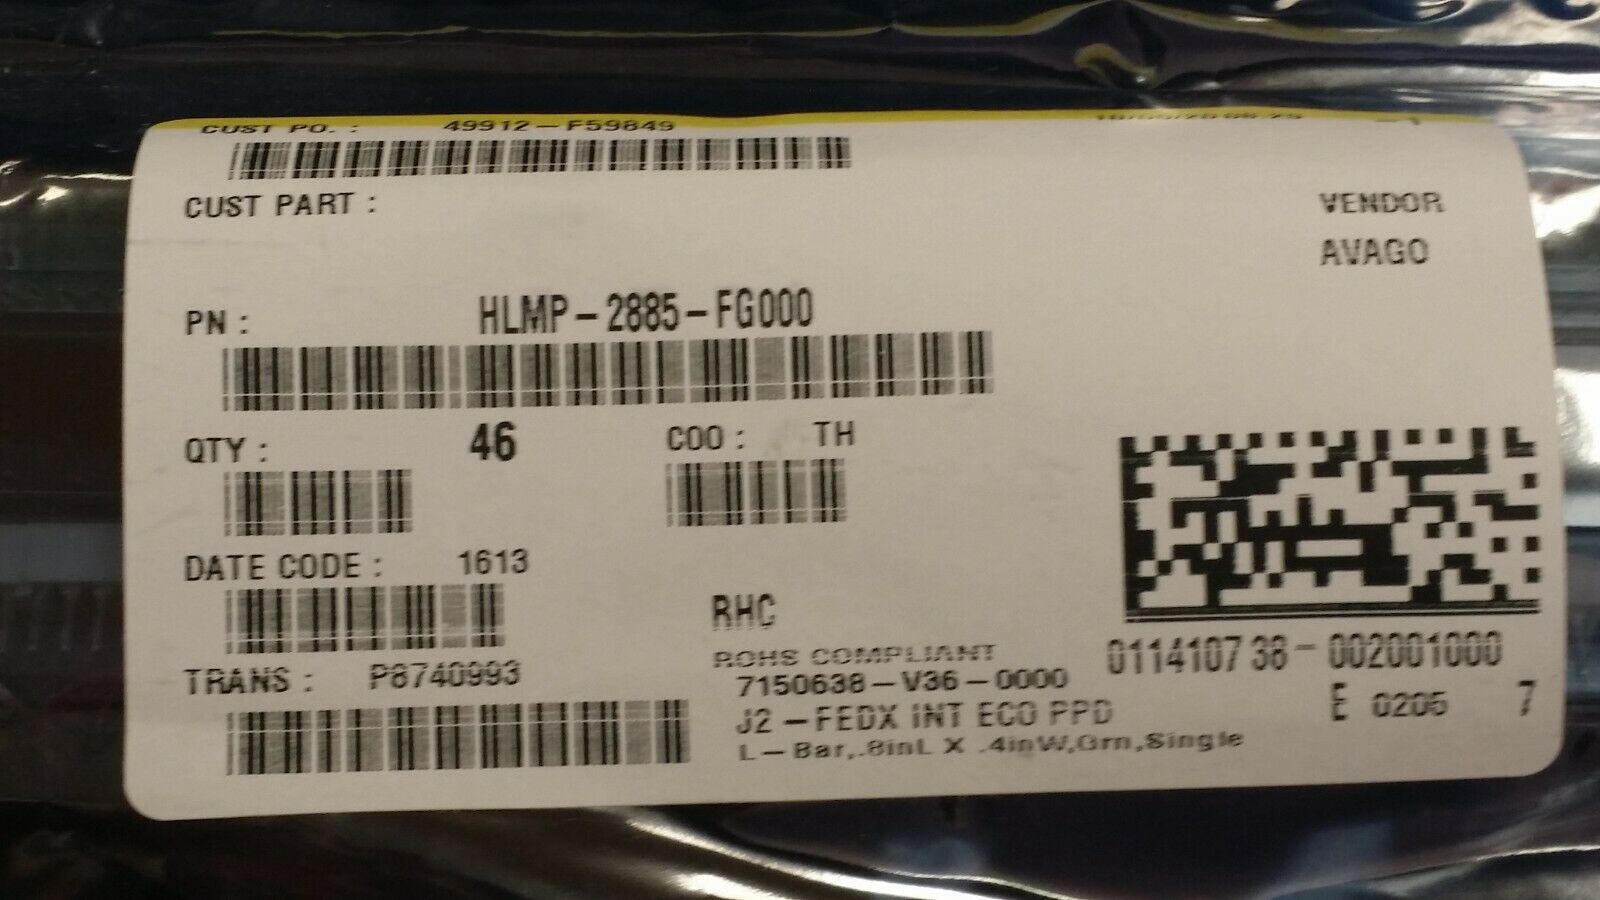 CUST PO. : 49912-F59849
CUST PART :
VENDOR
AVAGO
PN : HLMP-2885-FG000
QTY : 46
COO : TH
DATE CODE : 1613
RHC
ROHS COMPLIANT
TRANS : P8740993
7150638-V36-0000
J2-FEDX INT ECO PPD
L-Bar,.8inL X .4inW,Grn,Single
011410738-002001000
E 0205 7